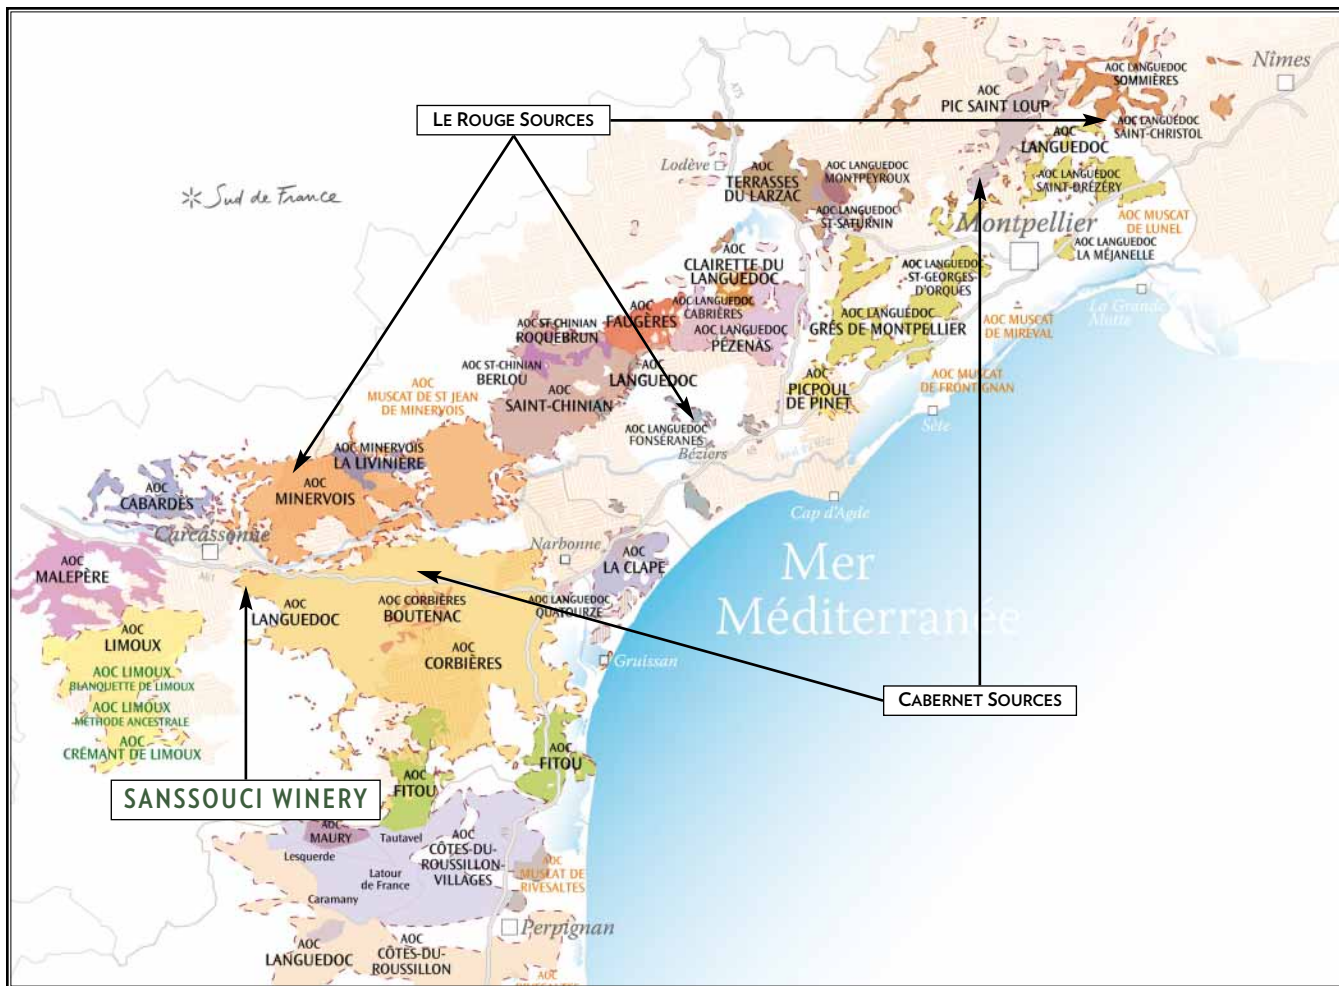 Nîmes
AOC LANGUEDOC
SOMMIÈRES
AOC
PIC SAINT LOUP
LE ROUGE SOURCES
AOC LANGUEDOC
SAINT-CHRISTOL
AOC
LANGUEDOC
A75
Lodève
AOC
TERRASSES
DU LARZAC
AOC LANGUEDOC
MONTPEYROUX
AOC LANGUEDOC
SAINT-DRÉZÉRY
Sud de France
AOC LANGUEDOC
ST-SATURNIN
Montpellier
AOC MUSCAT
DE LUNEL
AOC LANGUEDOC
LA MÉJANELLE
AOC
CLAIRETTE DU
LANGUEDOC
AOC LANGUEDOC
ST-GEORGES
D'ORQUES
AOC LANGUEDOC
CABRIÈRES
La Grande
Motte
AOC
FAUGÈRES
AOC LANGUEDOC
GRÉS DE MONTPELLIER
AOC MUSCAT
DE MIREVAL
AOC ST-CHINIAN
ROQUEBRUN
AOC LANGUEDOC
PÉZENAS
AOC ST-CHINIAN
BERLOU
AOC
LANGUEDOC
AOC
PICPOUL
DE PINET
AOC MUSCAT
DE FRONTIGNAN
AOC
MUSCAT DE ST JEAN
DE MINERVOIS
AOC
SAINT-CHINIAN
Sète
AOC LANGUEDOC
FONSERANES
Béziers
AOC MINERVOIS
LA LIVINIÈRE
AOC
CABARDÈS
AOC
MINERVOIS
Cap d'Agde
Carcassonne
Narbonne
AOC
LA CLAPE
Mer
Méditerranée
AOC
MALEPÈRE
A61
AOC
LANGUEDOC
AOC CORBIÈRES
BOUTENAC
AOC LANGUEDOC
QUATOURZE
AOC
LIMOUX
AOC
CORBIÈRES
Gruissan
AOC LIMOUX
BLANQUETTE DE LIMOUX
CABERNET SOURCES
AOC LIMOUX
MÉTHODE ANCESTRALE
AOC
CRÉMANT DE LIMOUX
AOC
FITOU
AOC
FITOU
SANSSOUCI WINERY
AOC
MAURY
Tautavel
AOC
CÔTES-DU-
ROUSSILLON-
VILLAGES
Lesquerde
Latour
de France
AOC
MUSCAT DE
RIVESALTES
Caramany
Perpignan
AOC
LANGUEDOC
AOC
CÔTES-DU-
ROUSSILLON
AOC